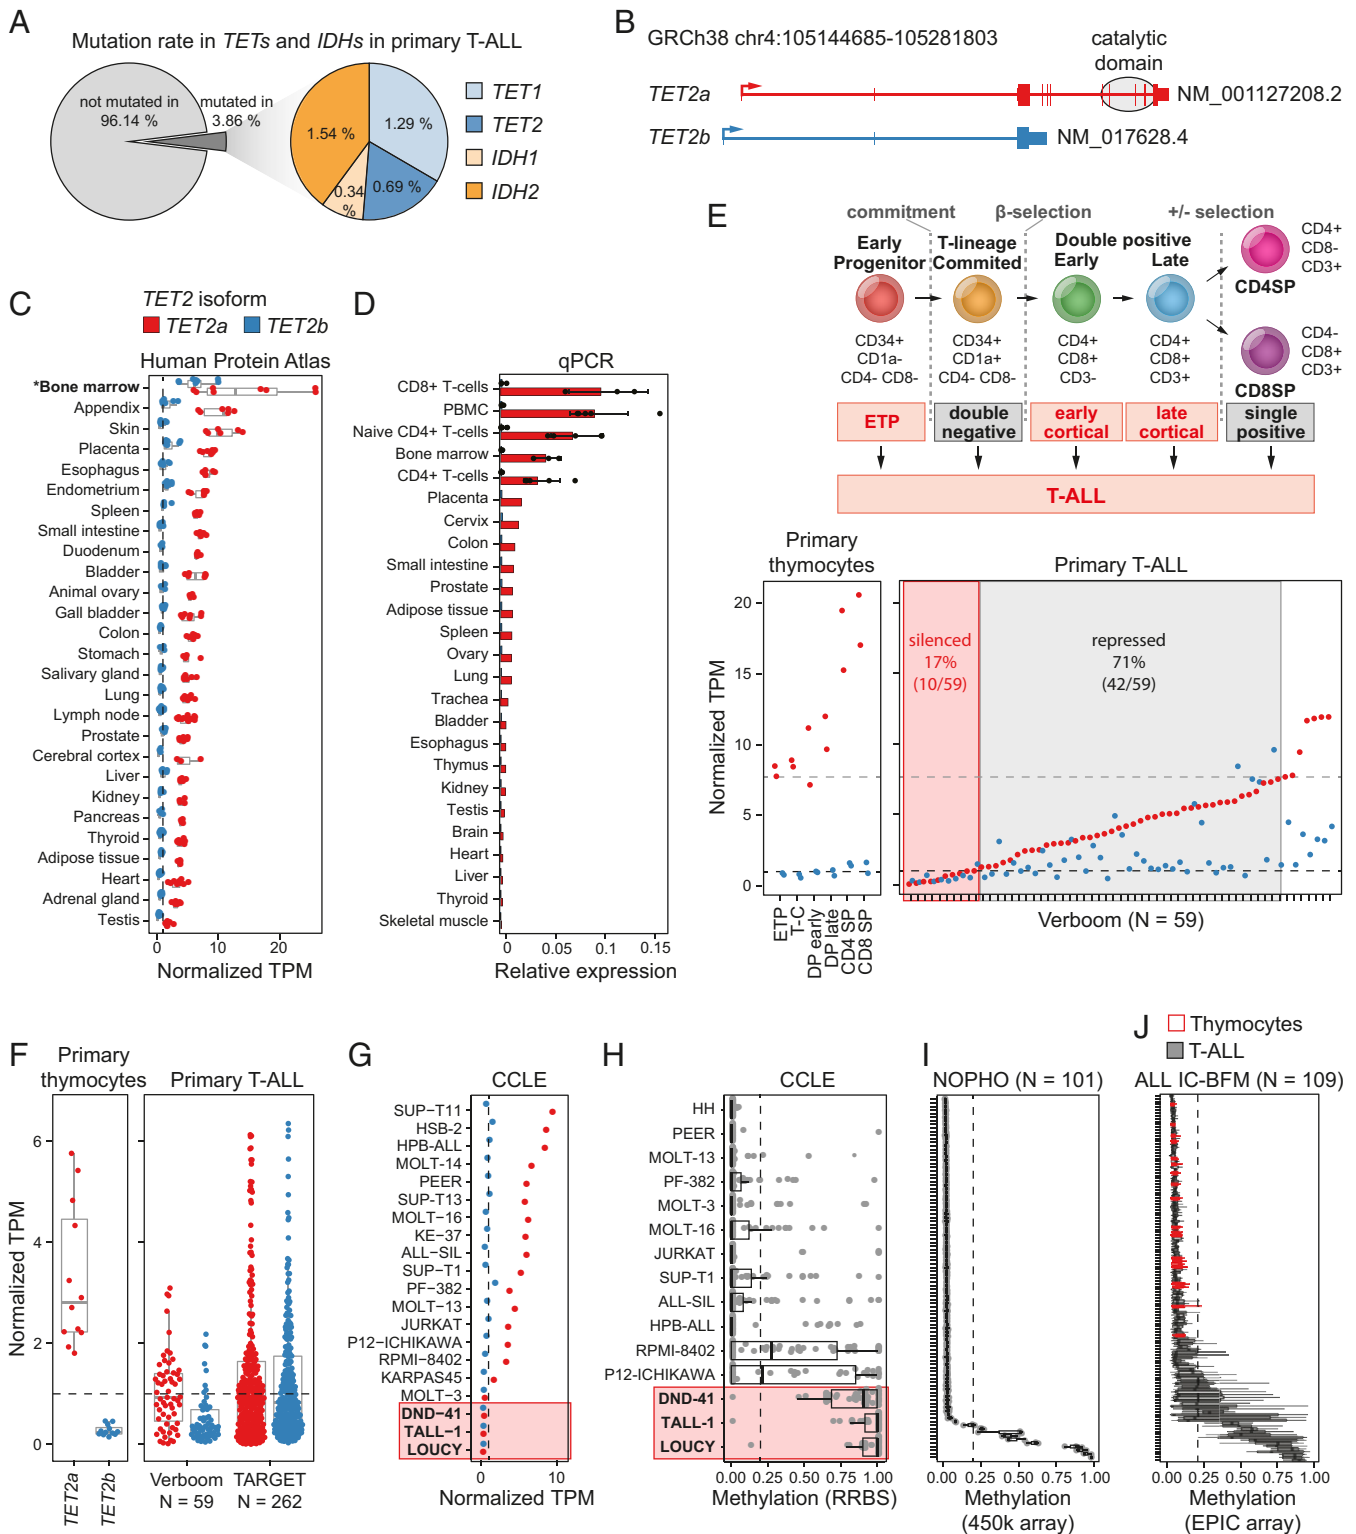 A
Mutation rate in TETs and IDHs in primary T-ALL
not mutated in
96.14 %
mutated in
3.86 %
1.54 %
1.29 %
0.34
%
0.69 %
TET1
TET2
IDH1
IDH2
B
GRCh38 chr4:105144685-105281803
catalytic
domain
TET2a
NM_001127208.2
TET2b
NM_017628.4
C
TET2 isoform
TET2a
TET2b
Human Protein Atlas
*Bone marrow
Appendix
Skin
Placenta
Esophagus
Endometrium
Spleen
Small intestine
Duodenum
Bladder
Animal ovary
Gall bladder
Colon
Stomach
Salivary gland
Lung
Lymph node
Prostate
Cerebral cortex
Liver
Kidney
Pancreas
Thyroid
Adipose tissue
Heart
Adrenal gland
Testis
0 10 20
Normalized TPM
D
qPCR
CD8+ T-cells
PBMC
Naive CD4+ T-cells
Bone marrow
CD4+ T-cells
Placenta
Cervix
Colon
Small intestine
Prostate
Adipose tissue
Spleen
Ovary
Lung
Trachea
Bladder
Esophagus
Thymus
Kidney
Testis
Brain
Heart
Liver
Thyroid
Skeletal muscle
0 0.05 0.1 0.15
Relative expression
E
commitment β-selection +/- selection
Early
Progenitor
T-lineage
Commited
Double positive
Early Late
CD34+
CD1a-
CD4- CD8-
CD34+
CD1a+
CD4- CD8-
CD4+
CD8+
CD3-
CD4+
CD8+
CD3+
CD4SP
CD4+
CD8-
CD3+
CD8SP
CD4-
CD8+
CD3+
ETP
double
negative
early
cortical
late
cortical
single
positive
T-ALL
Primary
thymocytes
Primary T-ALL
Normalized TPM
20
15
10
5
0
silenced
17%
(10/59)
repressed
71%
(42/59)
ETP
T-C
DP early
DP late
CD4 SP
CD8 SP
Verboom (N = 59)
F
Primary
thymocytes
Primary T-ALL
Normalized TPM
6
4
2
0
TET2a
TET2b
Verboom
N = 59
TARGET
N = 262
G
CCLE
SUP−T11
HSB-2
HPB-ALL
MOLT-14
PEER
SUP-T13
MOLT−16
KE-37
ALL−SIL
SUP−T1
PF-382
MOLT−13
JURKAT
P12−ICHIKAWA
RPMI-8402
KARPAS45
MOLT−3
DND−41
TALL−1
LOUCY
0 10
Normalized TPM
H
CCLE
HH
PEER
MOLT-13
PF-382
MOLT-3
MOLT-16
JURKAT
SUP-T1
ALL-SIL
HPB-ALL
RPMI-8402
P12-ICHIKAWA
DND-41
TALL-1
LOUCY
0.00 0.25 0.50 0.75 1.00
Methylation (RRBS)
I
NOPHO (N = 101)
0.00 0.25 0.50 0.75 1.00
Methylation
(450k array)
J
Thymocytes
T-ALL
ALL IC-BFM (N = 109)
0.00 0.25 0.50 0.75 1.00
Methylation
(EPIC array)